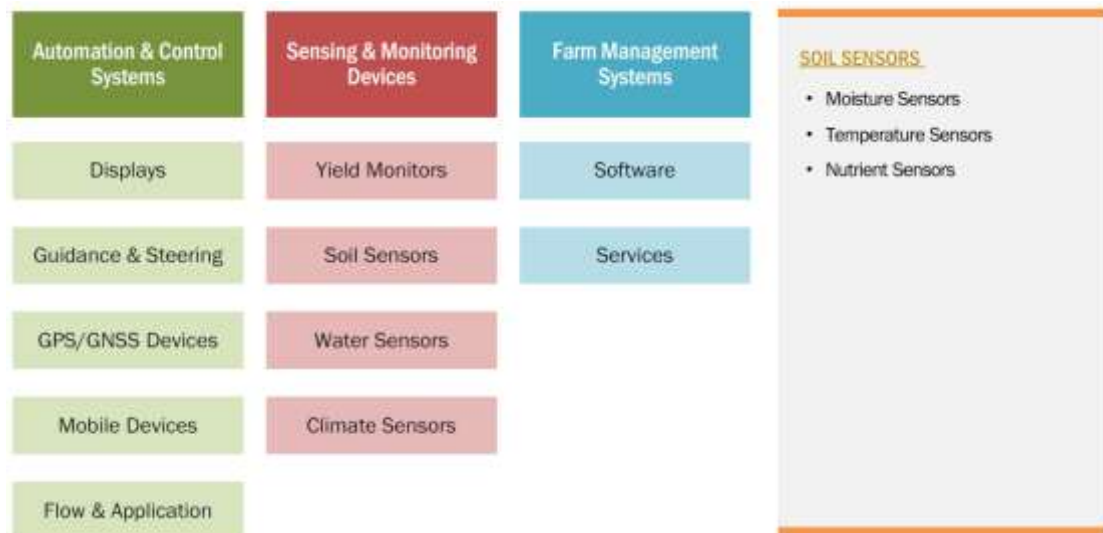 Automation & Control
Systems
Displays
Guidance & Steering
GPS/GNSS Devices
Mobile Devices
Flow & Application
Sensing & Monitoring
Devices
Yield Monitors
Soil Sensors
Water Sensors
Climate Sensors
Farm Management
Systems
Software
Services
SOIL SENSORS
• Moisture Sensors
• Temperature Sensors
• Nutrient Sensors